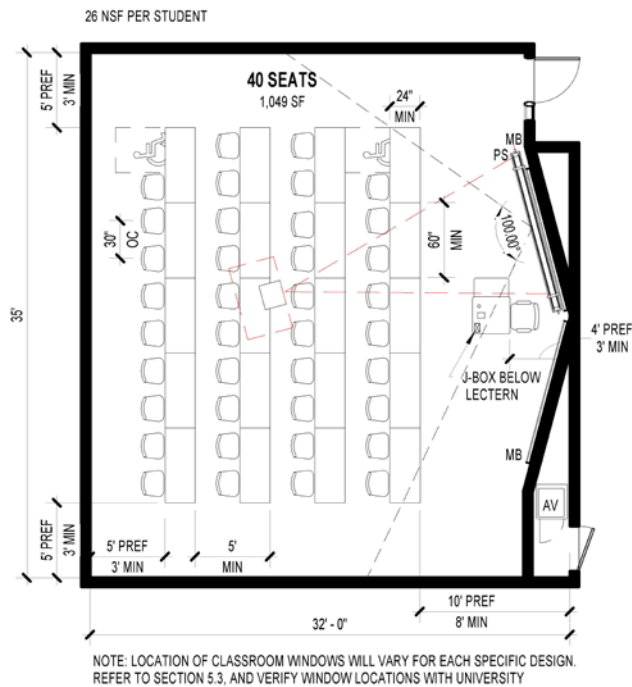 26 NSF PER STUDENT
5' PREF
3' MIN
40 SEATS
1,049 SF
24"
MIN
MB
PS
30"
OC
60"
MIN
100.00°
35'
4' PREF
3' MIN
J-BOX BELOW
LECTERN
MB
AV
5' PREF
3' MIN
5' PREF
3' MIN
5'
MIN
10' PREF
8' MIN
32' - 0"
NOTE: LOCATION OF CLASSROOM WINDOWS WILL VARY FOR EACH SPECIFIC DESIGN.
REFER TO SECTION 5.3, AND VERIFY WINDOW LOCATIONS WITH UNIVERSITY